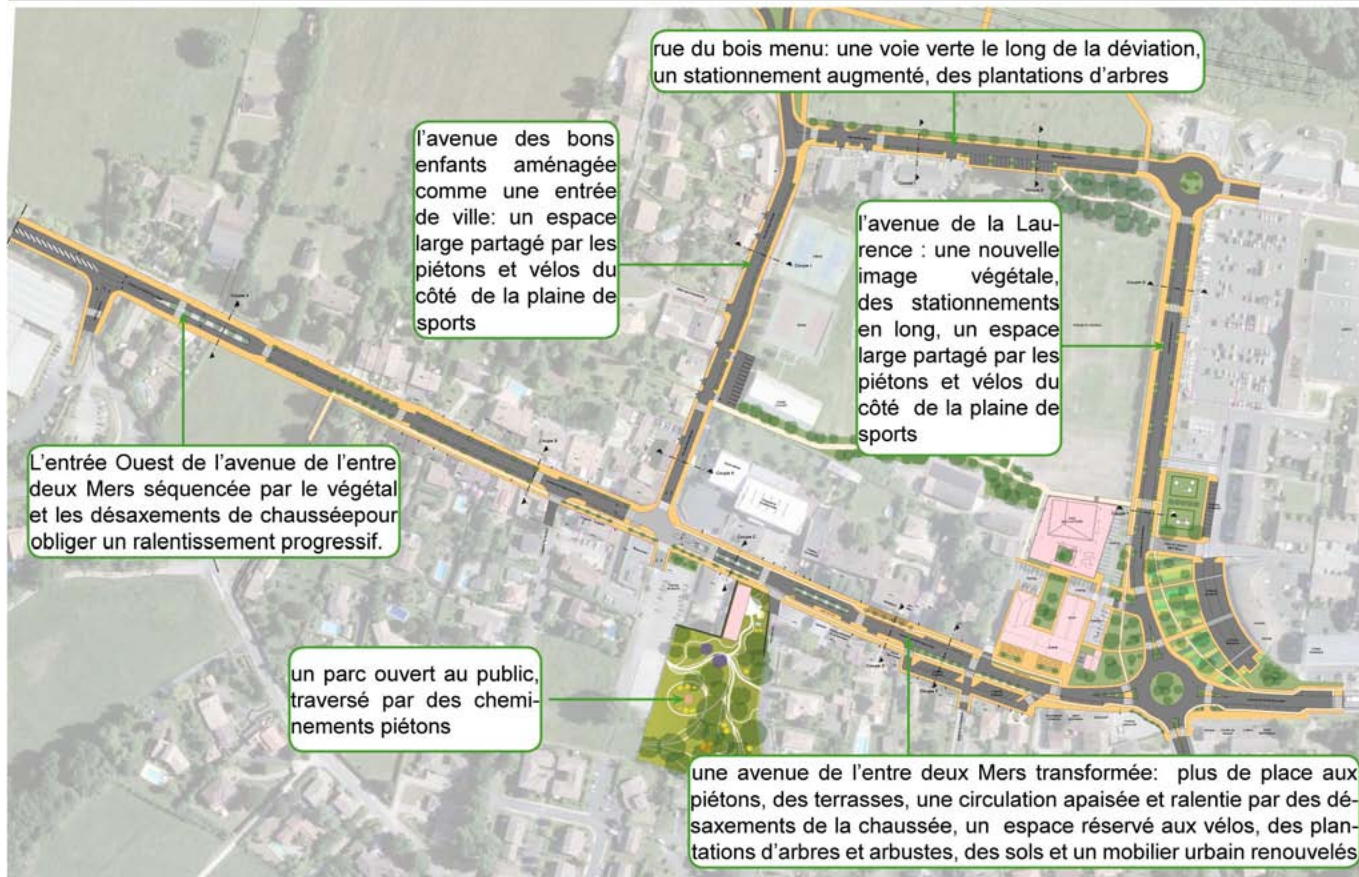 rue du bois menu: une voie verte le long de la déviation,
un stationnement augmenté, des plantations d'arbres
l'avenue des bons
enfants aménagée
comme une entrée
de ville: un espace
large partagé par les
piétons et vélos du
côté de la plaine de
sports
l'avenue de la Lau-
rence : une nouvelle
image végétale,
des stationnements
en long, un espace
large partagé par les
piétons et vélos du
côté de la plaine de
sports
L'entrée Ouest de l'avenue de l'entre
deux Mers séquencée par le végétal
et les désaxements de chausséepour
obliger un ralentissement progressif.
un parc ouvert au public,
traversé par des chemi-
nements piétons
une avenue de l'entre deux Mers transformée: plus de place aux
piétons, des terrasses, une circulation apaisée et ralentie par des dé-
saxements de la chaussée, un espace réservé aux vélos, des plan-
tations d'arbres et arbustes, des sols et un mobilier urbain renouvelés